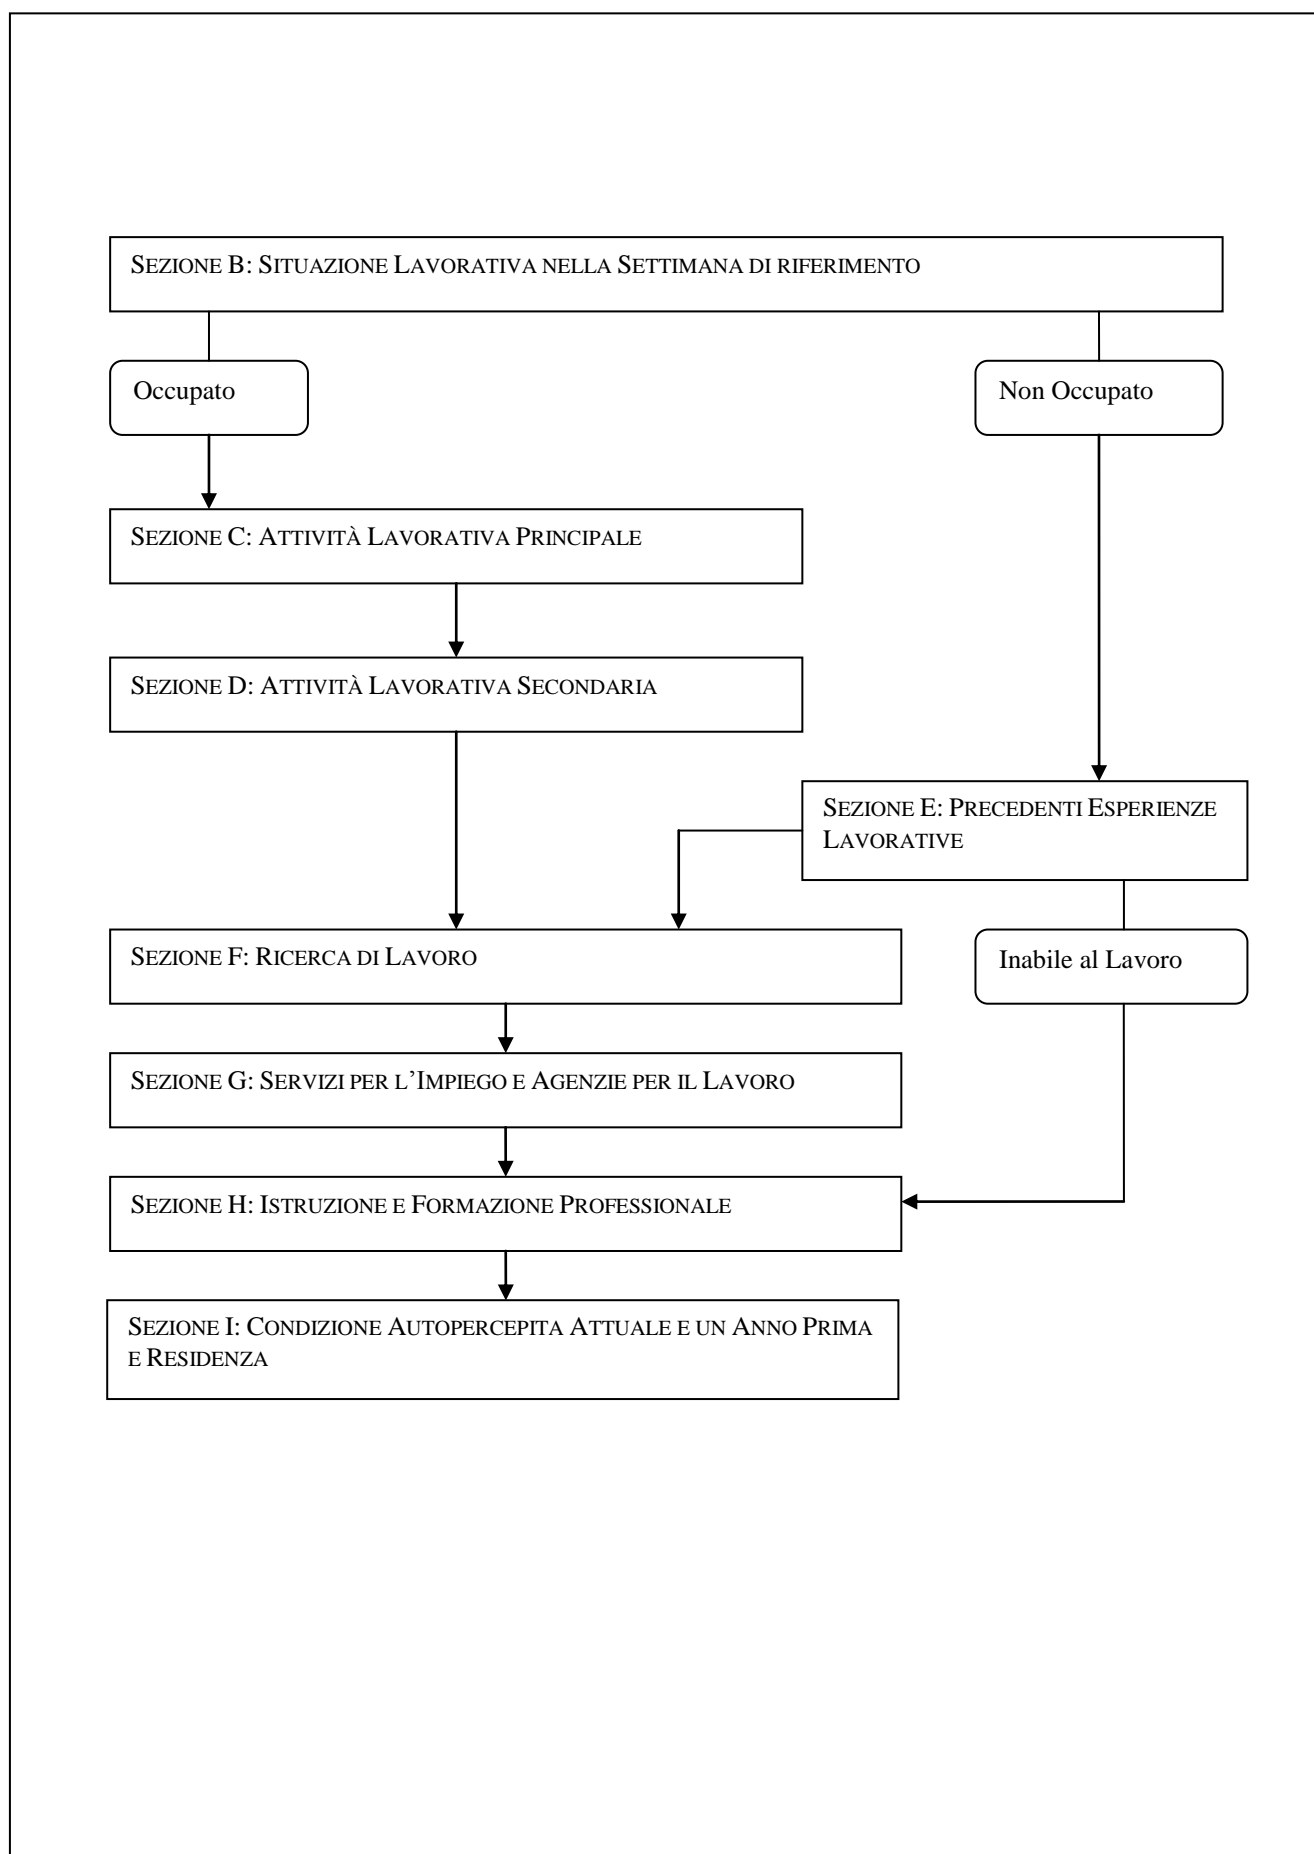 SEZIONE B: SITUAZIONE LAVORATIVA NELLA SETTIMANA DI RIFERIMENTO
Occupato
Non Occupato
SEZIONE C: ATTIVITÀ LAVORATIVA PRINCIPALE
SEZIONE D: ATTIVITÀ LAVORATIVA SECONDARIA
SEZIONE E: PRECEDENTI ESPERIENZE
LAVORATIVE
SEZIONE F: RICERCA DI LAVORO
Inabile al Lavoro
SEZIONE G: SERVIZI PER L’IMPIEGO E AGENZIE PER IL LAVORO
SEZIONE H: ISTRUZIONE E FORMAZIONE PROFESSIONALE
SEZIONE I: CONDIZIONE AUTOPERCEPITA ATTUALE E UN ANNO PRIMA
E RESIDENZA